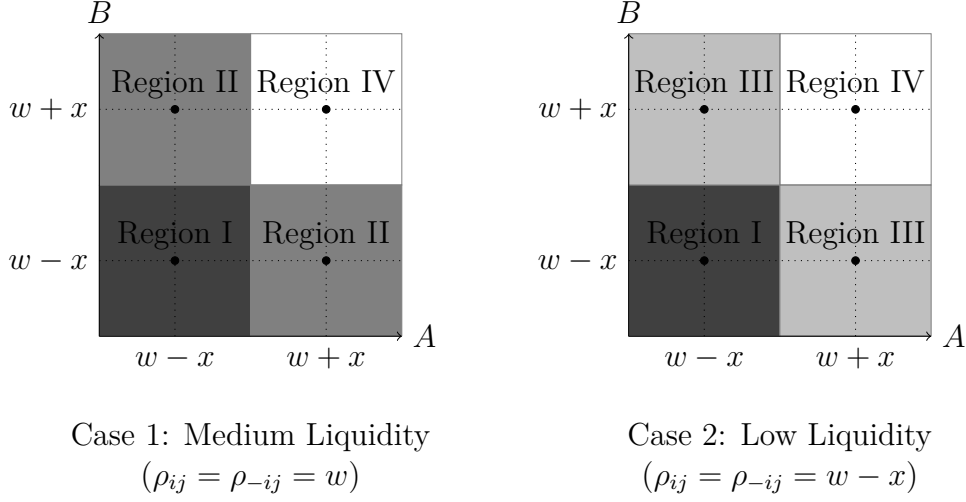 B
B
Region II
Region IV
Region III
Region IV
w + x
w + x
Region I
Region II
Region I
Region III
w − x
w − x
A
A
w − x
w + x
w − x
w + x
Case 1: Medium Liquidity
(ρij = ρ−ij = w)
Case 2: Low Liquidity
(ρij = ρ−ij = w − x)